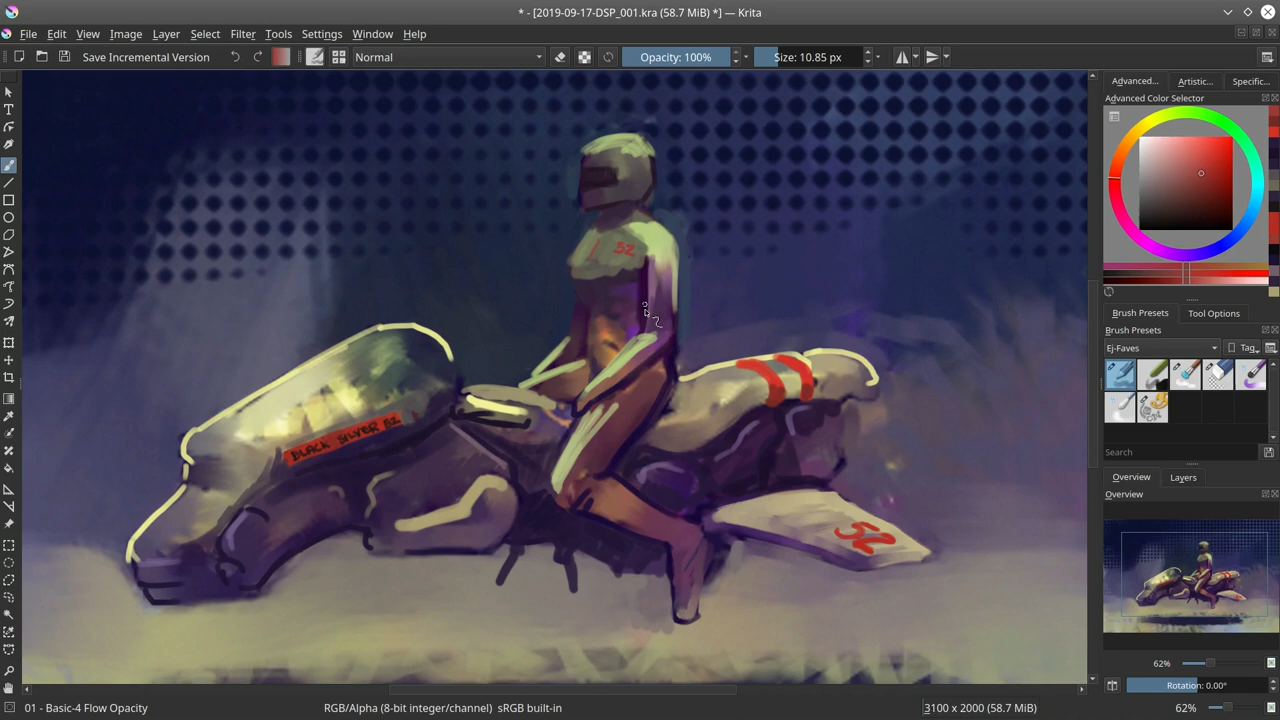 * - [2019-09-17-DSP_001.kra (58.7 MiB) *] — Krita
File Edit View Image Layer Select Filter Tools Settings Window Help
Save Incremental Version Normal Opacity: 100% Size: 10.85 px
Advanced... Artistic... Specific...
Advanced Color Selector
52
BLACK SILVER 52
52
Brush Presets Tool Options
Brush Presets
Ej-Faves Tag
Search
Overview Layers
Overview
62%
Rotation: 0.00°
01 - Basic-4 Flow Opacity RGB/Alpha (8-bit integer/channel) sRGB built-in 3100 x 2000 (58.7 MiB) 62%